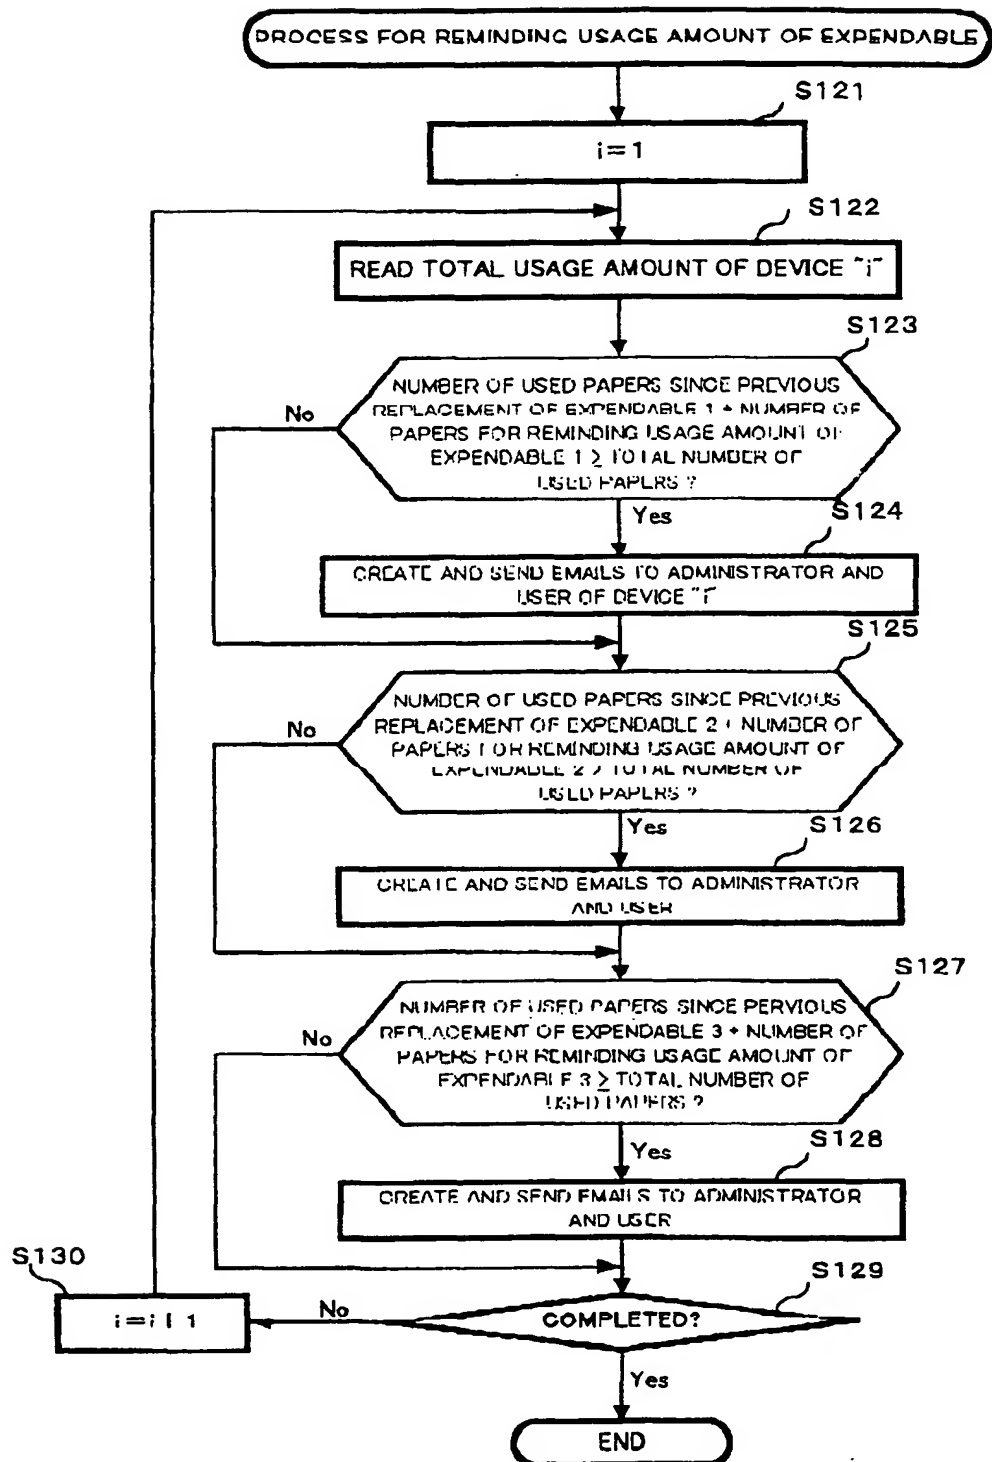 PROCESS FOR REMINDING USAGE AMOUNT OF EXPENDABLE
S121
i=1
S122
READ TOTAL USAGE AMOUNT OF DEVICE "i"
S123
NUMBER OF USED PAPERS SINCE PREVIOUS
REPLACEMENT OF EXPENDABLE 1 + NUMBER OF
PAPERS FOR REMINDING USAGE AMOUNT OF
EXPENDABLE 1 ≥ TOTAL NUMBER OF
USED PAPERS ?
No
Yes
S124
CREATE AND SEND EMAILS TO ADMINISTRATOR AND
USER OF DEVICE "i"
S125
NUMBER OF USED PAPERS SINCE PREVIOUS
REPLACEMENT OF EXPENDABLE 2 + NUMBER OF
PAPERS FOR REMINDING USAGE AMOUNT OF
EXPENDABLE 2 > TOTAL NUMBER OF
USED PAPERS ?
No
Yes
S126
CREATE AND SEND EMAILS TO ADMINISTRATOR
AND USER
S127
NUMBER OF USED PAPERS SINCE PERVIOUS
REPLACEMENT OF EXPENDABLE 3 + NUMBER OF
PAPERS FOR REMINDING USAGE AMOUNT OF
EXPENDABLE 3 ≥ TOTAL NUMBER OF
USED PAPERS ?
No
Yes
S128
CREATE AND SEND EMAILS TO ADMINISTRATOR
AND USER
S129
COMPLETED?
No
S130
i=i+1
Yes
END